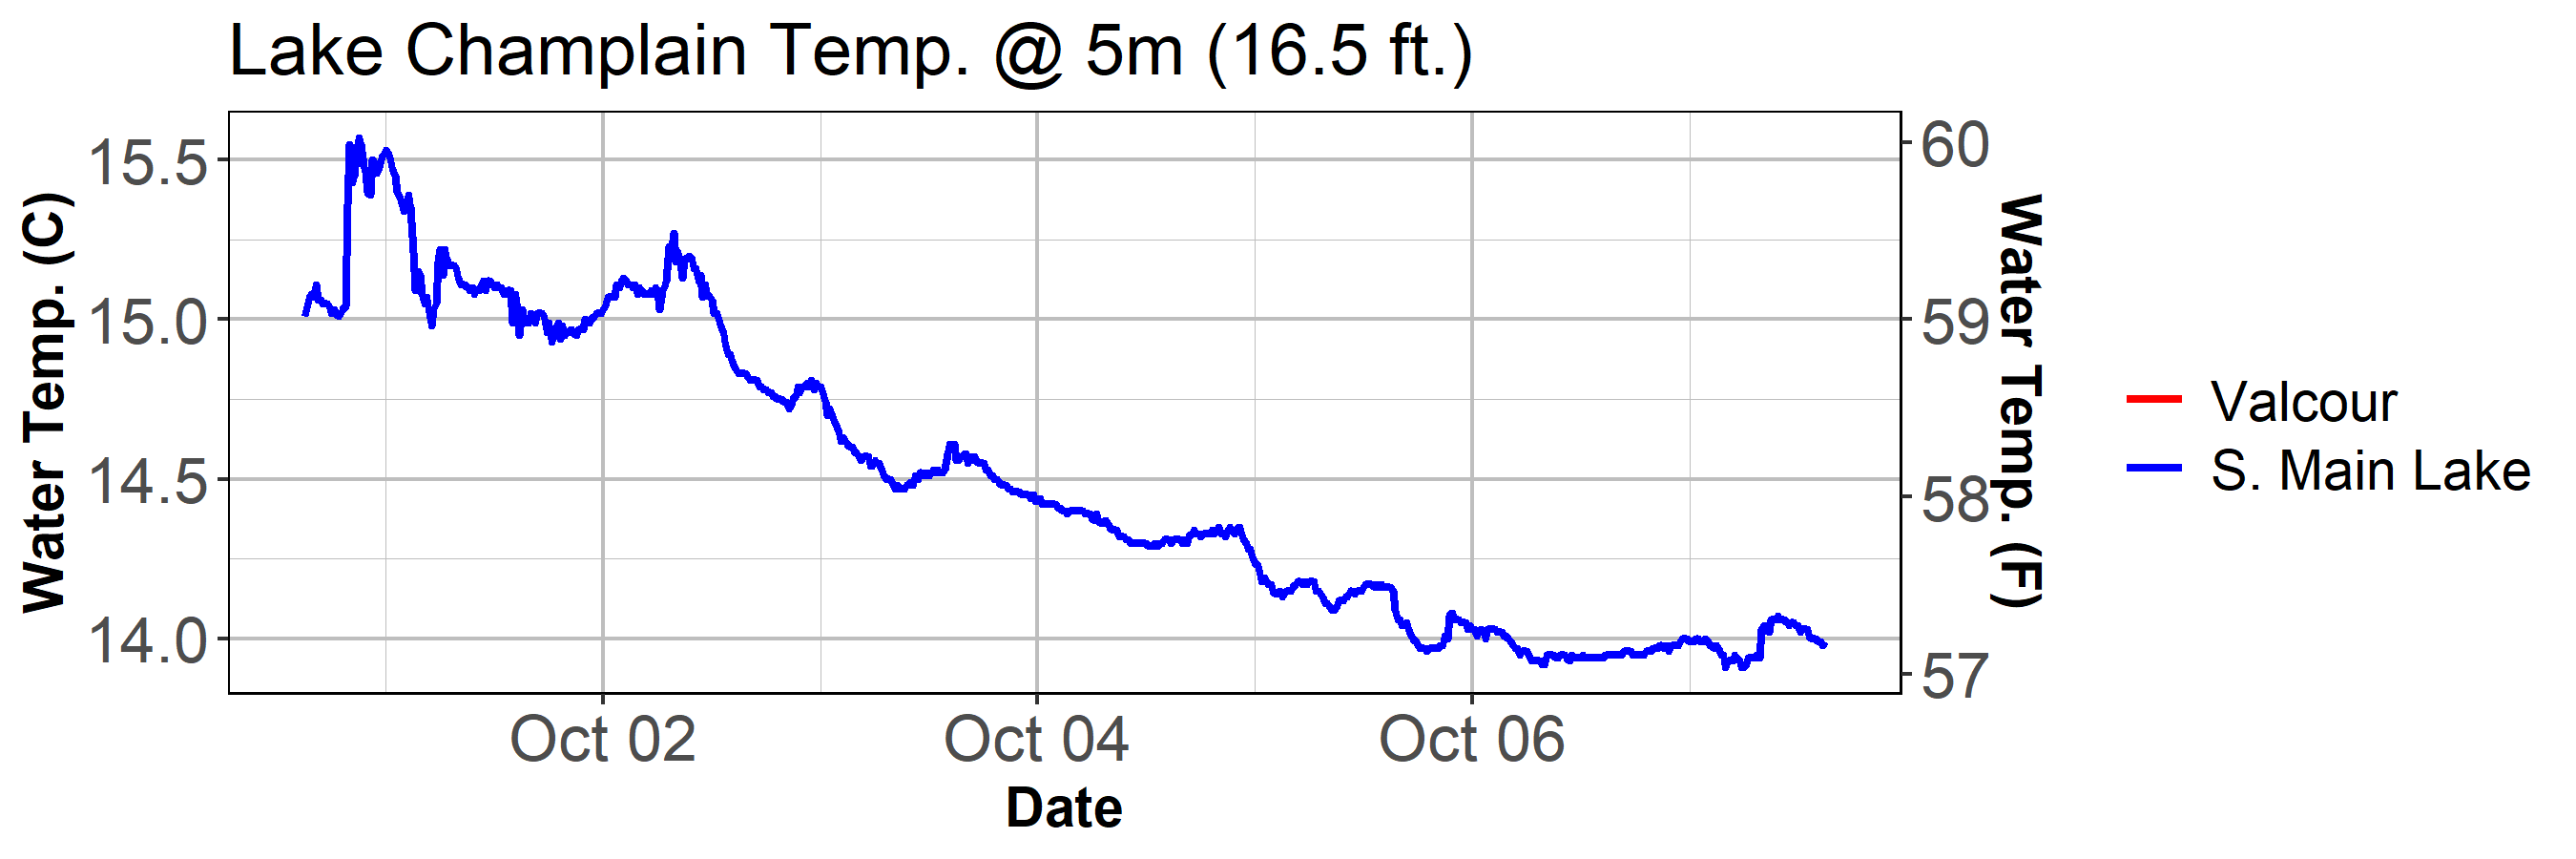 Lake Champlain Temp. @ 5m (16.5 ft.)
Water Temp. (C)
15.5
15.0
14.5
14.0
60
59
58
57
Water Temp. (F)
Oct 02
Oct 04
Oct 06
Date
Valcour
S. Main Lake